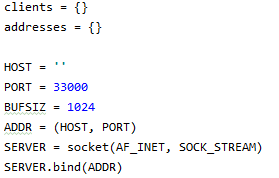 clients = {}
addresses = {}
HOST = ''
PORT = 33000
BUFSIZ = 1024
ADDR = (HOST, PORT)
SERVER = socket(AF_INET, SOCK_STREAM)
SERVER.bind(ADDR)